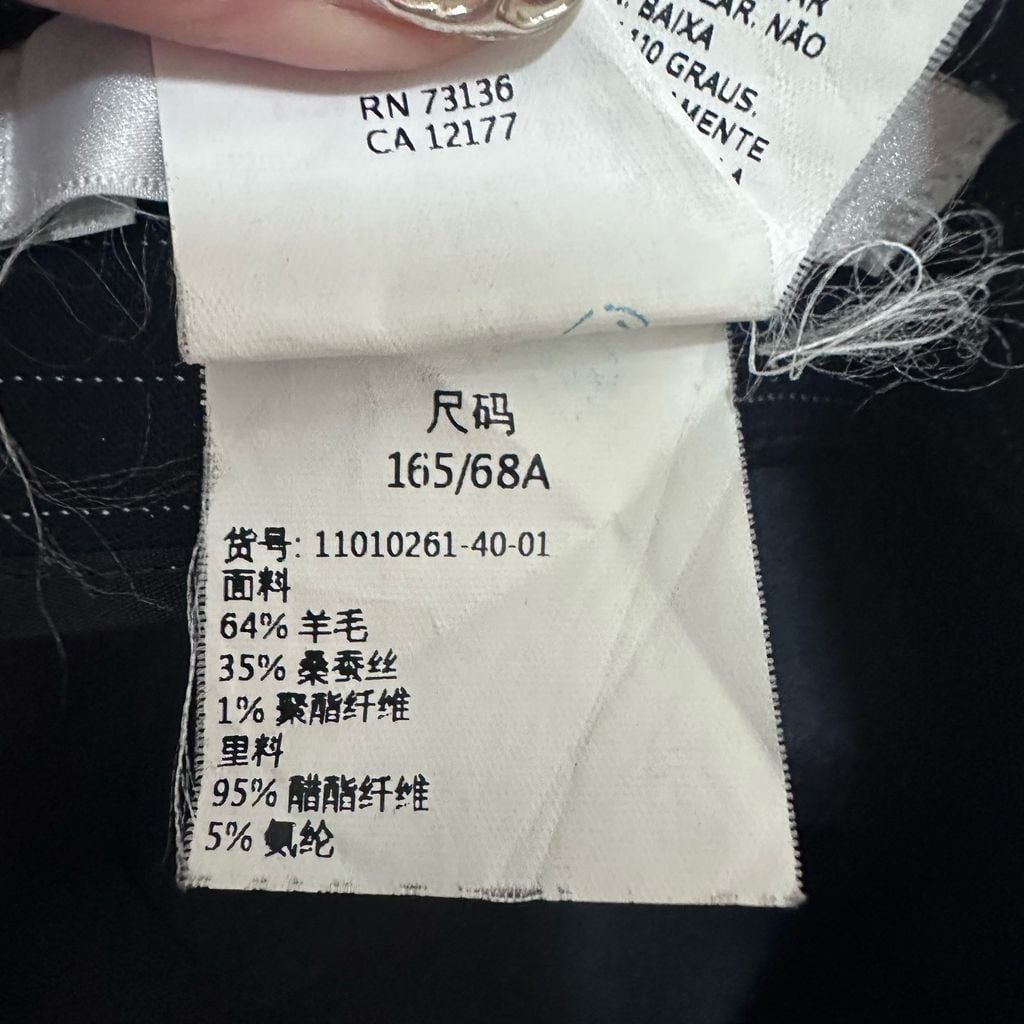 RN 73136
CA 12177
AR
LAR. NÃO
BAIXA
110 GRAUS.
AMENTE
A
尺码
165/68A
货号: 11010261-40-01
面料
64% 羊毛
35% 桑蚕丝
1% 聚酯纤维
里料
95% 醋酯纤维
5% 氨纶